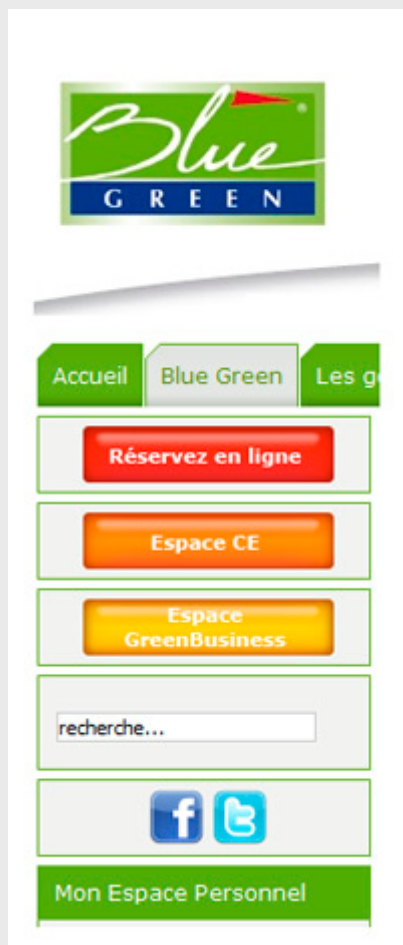 Blue
GREEN
Accueil Blue Green Les g
Réservez en ligne
Espace CE
Espace
GreenBusiness
recherche...
Mon Espace Personnel